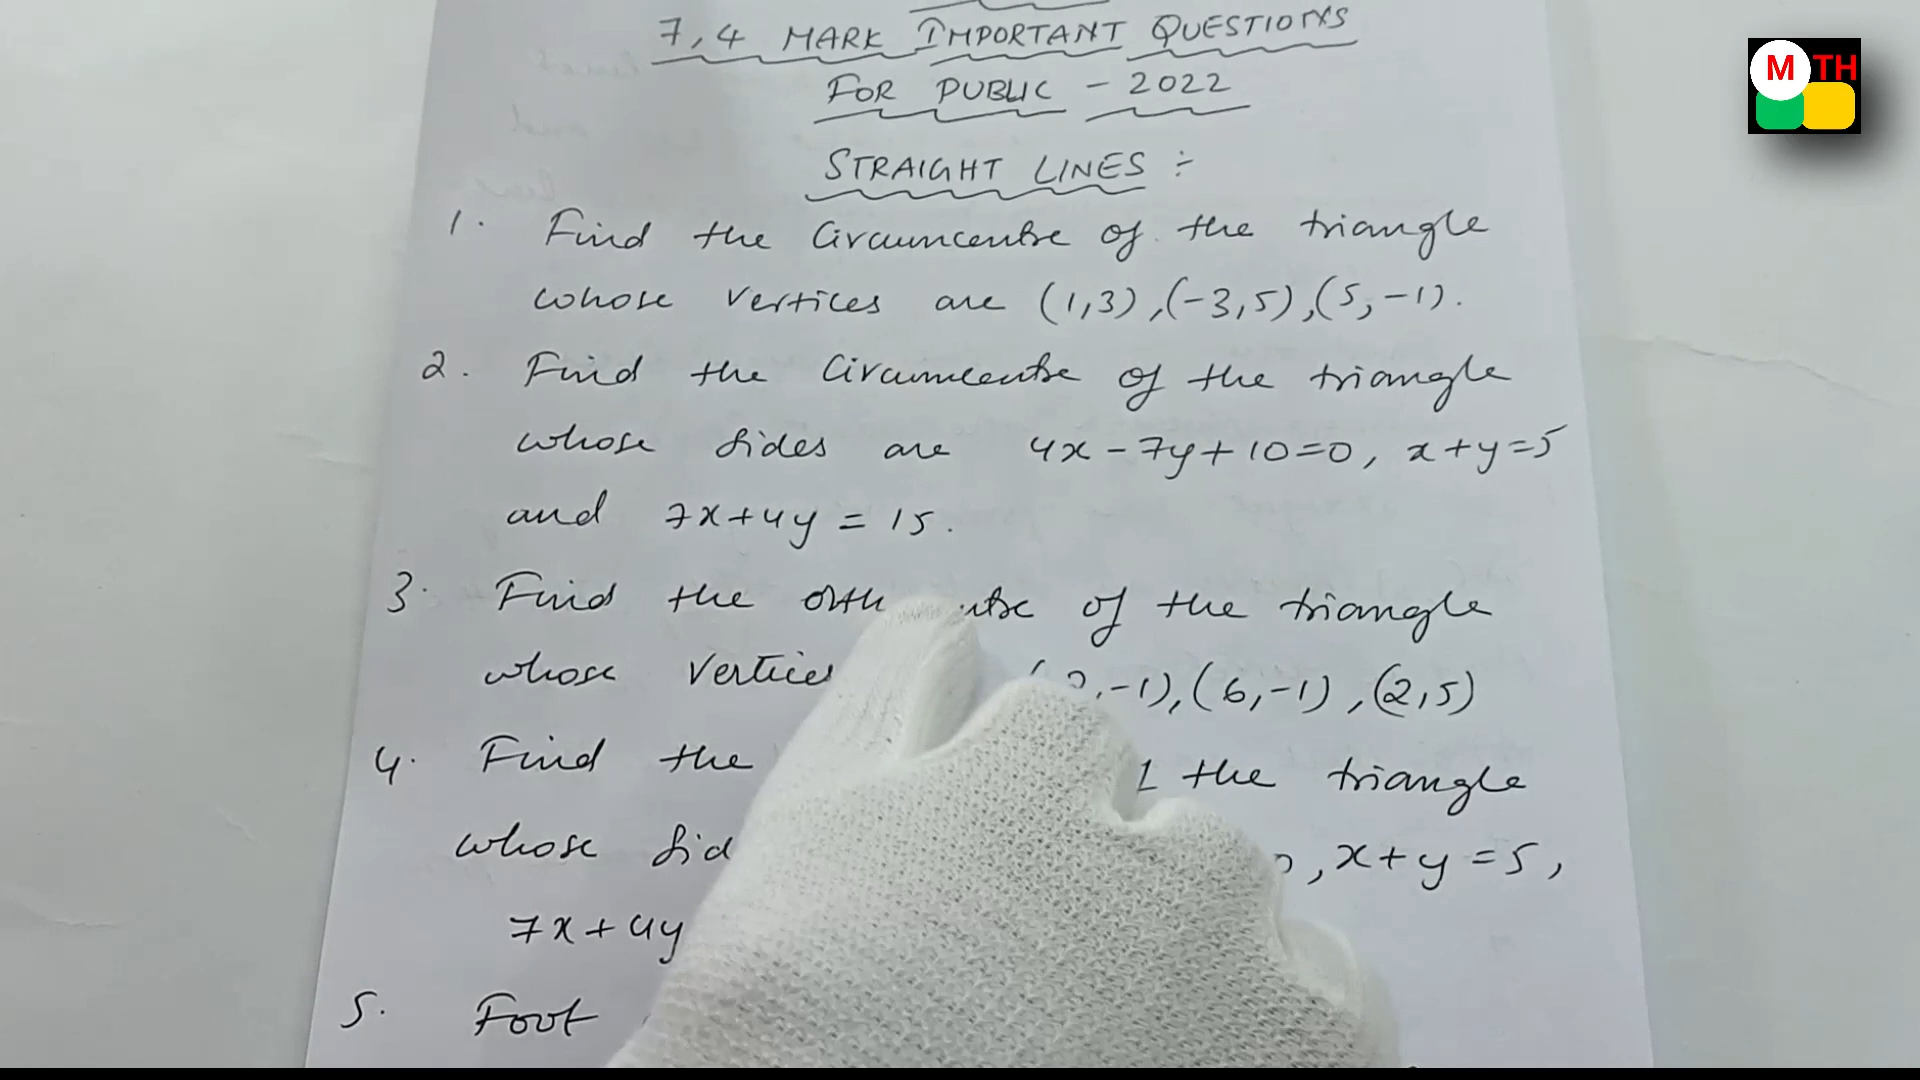 7,4 MARK IMPORTANT QUESTIONS
FOR PUBLIC - 2022
STRAIGHT LINES :-
1. Find the Circumcentre of the triangle
whose vertices are (1,3),(-3,5),(5,-1).
2. Find the Circumcentre of the triangle
whose sides are 4x-7y+10=0, x+y=5
and 7x+4y=15.
3. Find the of the triangle
whose ,-1),(6,-1),(2,5)
4. Find the the triangle
whose , x+y=5,
7x+4y
5. Foot
M TH